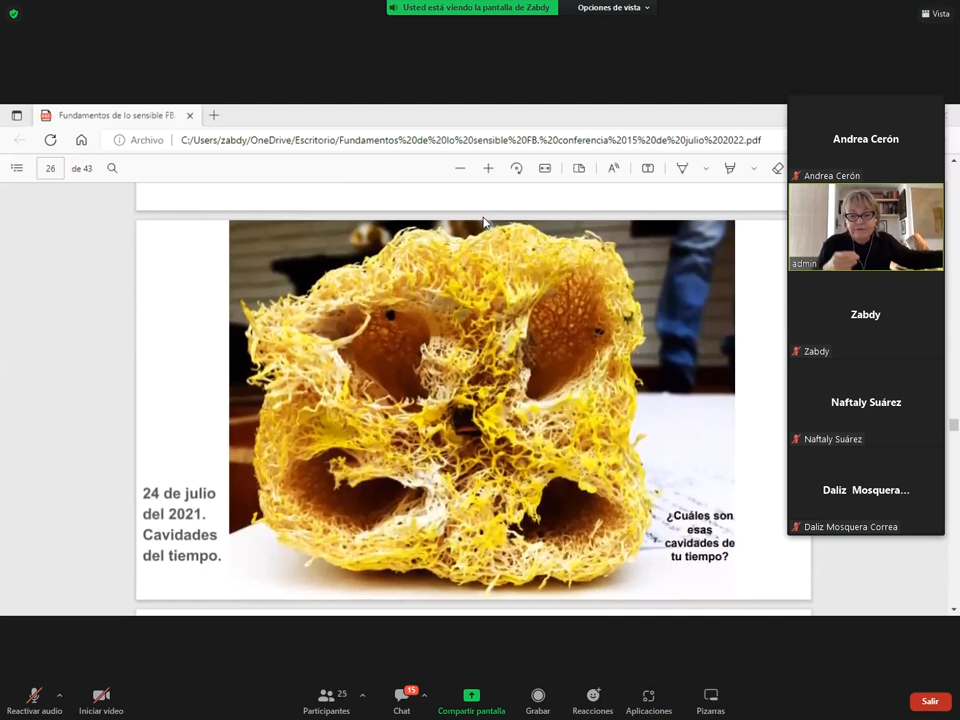 Usted está viendo la pantalla de Zabdy
Opciones de vista
Vista
Fundamentos de lo sensible FB.
Archivo
C:/Users/zabdy/OneDrive/Escritorio/Fundamentos%20de%20lo%20sensible%20FB.%20conferencia%2015%20de%20julio%202022.pdf
26
de 43
24 de julio
del 2021.
Cavidades
del tiempo.
¿Cuáles son
esas
cavidades de
tu tiempo?
Andrea Cerón
Andrea Cerón
admin
Zabdy
Zabdy
Naftaly Suárez
Naftaly Suárez
Daliz Mosquera...
Daliz Mosquera Correa
Reactivar audio
Iniciar video
25
Participantes
15
Chat
Compartir pantalla
Grabar
Reacciones
Aplicaciones
Pizarras
Salir